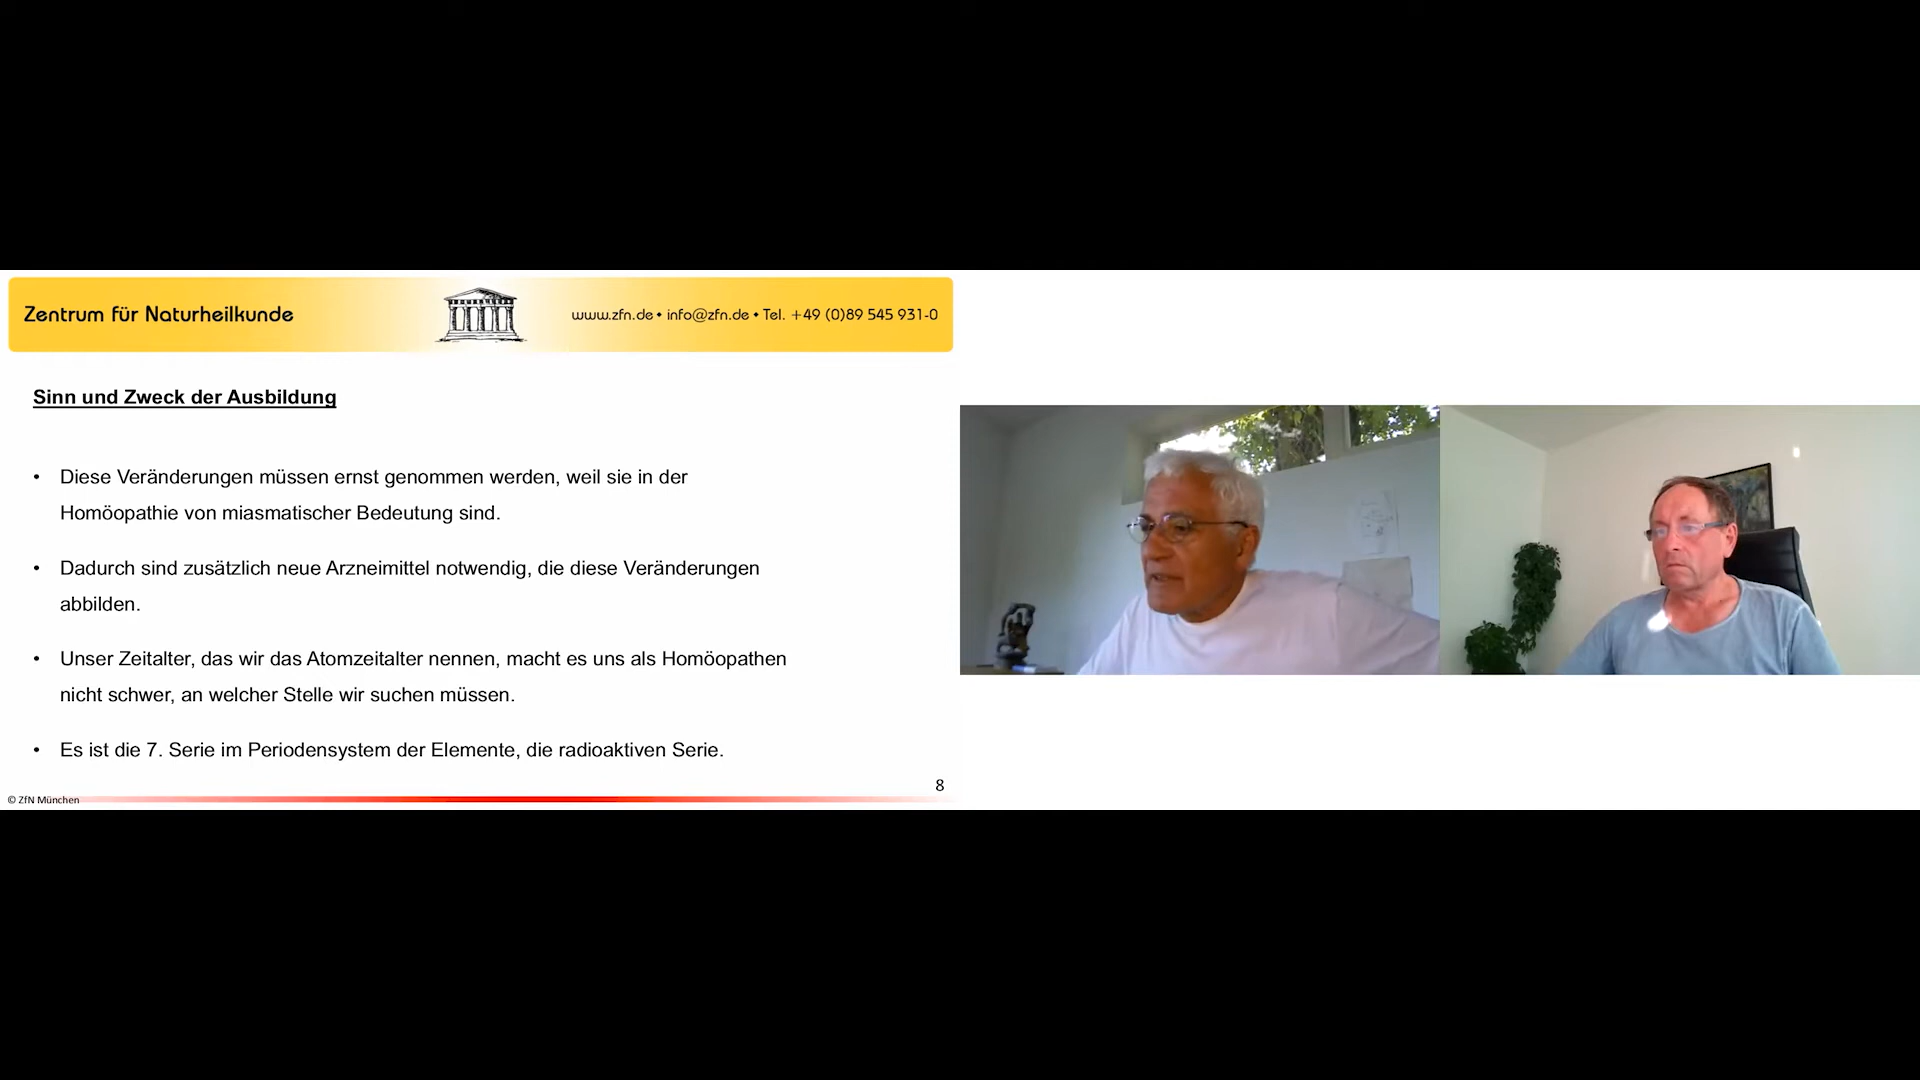 Zentrum für Naturheilkunde
www.zfn.de • info@zfn.de • Tel. +49 (0)89 545 931-0
Sinn und Zweck der Ausbildung
• Diese Veränderungen müssen ernst genommen werden, weil sie in der
Homöopathie von miasmatischer Bedeutung sind.
• Dadurch sind zusätzlich neue Arzneimittel notwendig, die diese Veränderungen
abbilden.
• Unser Zeitalter, das wir das Atomzeitalter nennen, macht es uns als Homöopathen
nicht schwer, an welcher Stelle wir suchen müssen.
• Es ist die 7. Serie im Periodensystem der Elemente, die radioaktiven Serie.
8
© ZfN München